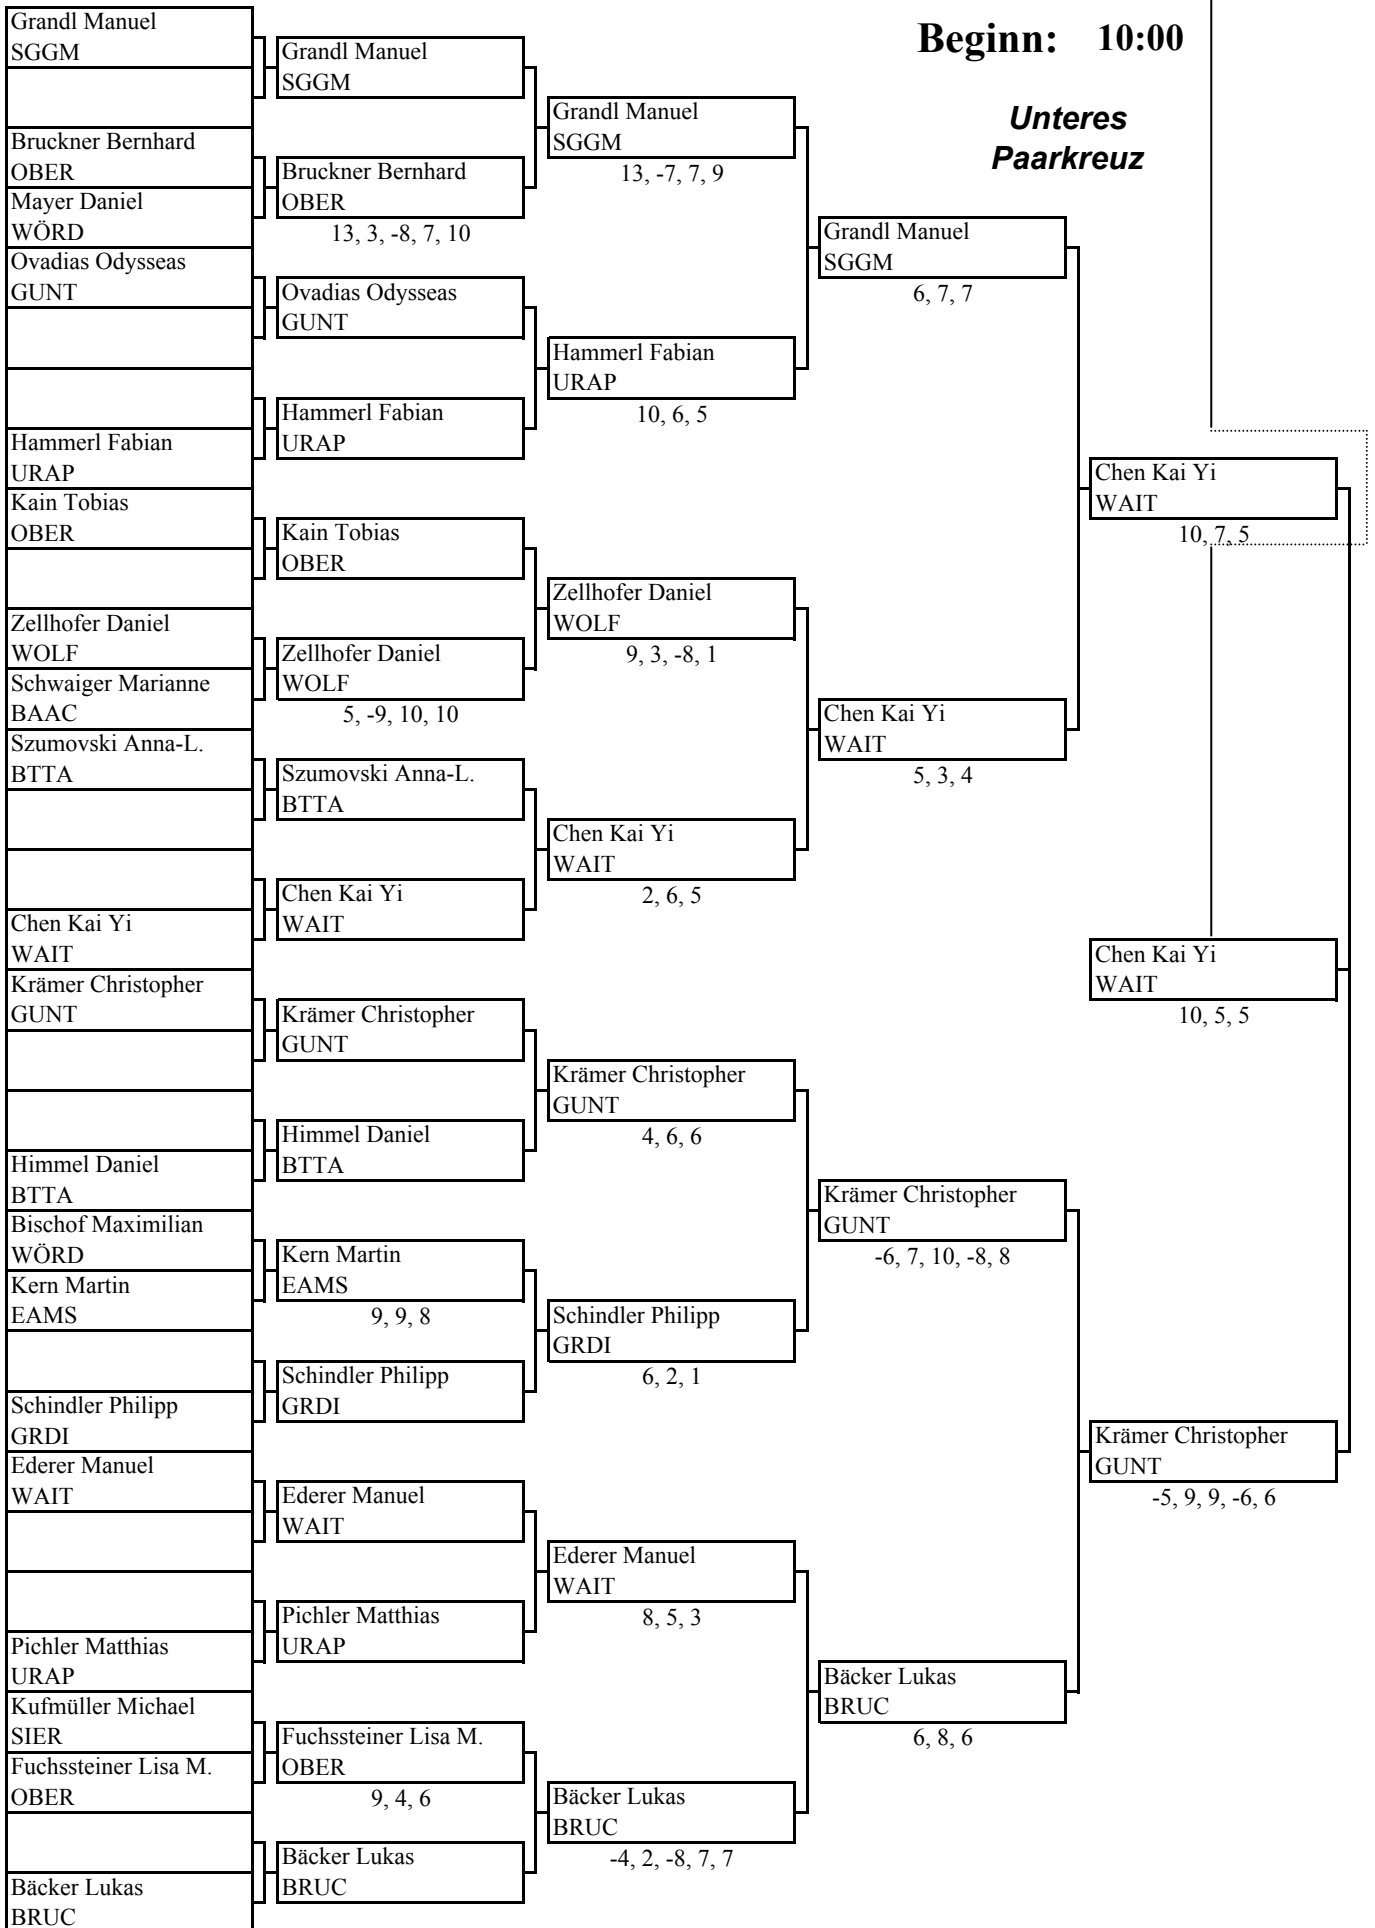 Beginn: 10:00
Unteres
Paarkreuz
Grandl Manuel
SGGM
Bruckner Bernhard
OBER
Mayer Daniel
WÖRD
Ovadias Odysseas
GUNT
Hammerl Fabian
URAP
Kain Tobias
OBER
Zellhofer Daniel
WOLF
Schwaiger Marianne
BAAC
Szumovski Anna-L.
BTTA
Chen Kai Yi
WAIT
Krämer Christopher
GUNT
Himmel Daniel
BTTA
Bischof Maximilian
WÖRD
Kern Martin
EAMS
Schindler Philipp
GRDI
Ederer Manuel
WAIT
Pichler Matthias
URAP
Kufmüller Michael
SIER
Fuchssteiner Lisa M.
OBER
Bäcker Lukas
BRUC
Grandl Manuel
SGGM
Bruckner Bernhard
OBER
13, 3, -8, 7, 10
Ovadias Odysseas
GUNT
Hammerl Fabian
URAP
Kain Tobias
OBER
Zellhofer Daniel
WOLF
5, -9, 10, 10
Szumovski Anna-L.
BTTA
Chen Kai Yi
WAIT
Krämer Christopher
GUNT
Himmel Daniel
BTTA
Kern Martin
EAMS
9, 9, 8
Schindler Philipp
GRDI
Ederer Manuel
WAIT
Pichler Matthias
URAP
Fuchssteiner Lisa M.
OBER
9, 4, 6
Bäcker Lukas
BRUC
Grandl Manuel
SGGM
13, -7, 7, 9
Hammerl Fabian
URAP
10, 6, 5
Zellhofer Daniel
WOLF
9, 3, -8, 1
Chen Kai Yi
WAIT
2, 6, 5
Krämer Christopher
GUNT
4, 6, 6
Schindler Philipp
GRDI
6, 2, 1
Ederer Manuel
WAIT
8, 5, 3
Bäcker Lukas
BRUC
-4, 2, -8, 7, 7
Grandl Manuel
SGGM
6, 7, 7
Chen Kai Yi
WAIT
5, 3, 4
Krämer Christopher
GUNT
-6, 7, 10, -8, 8
Bäcker Lukas
BRUC
6, 8, 6
Chen Kai Yi
WAIT
10, 7, 5
Chen Kai Yi
WAIT
10, 5, 5
Krämer Christopher
GUNT
-5, 9, 9, -6, 6